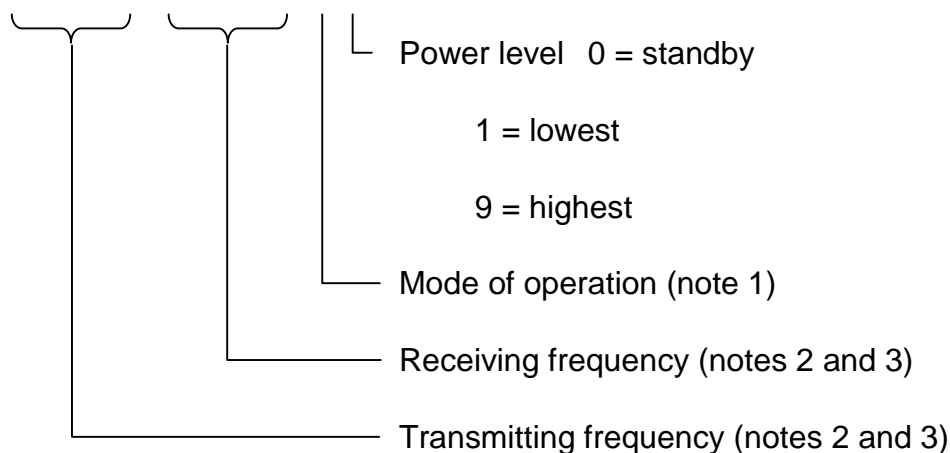 Power level 0 = standby
1 = lowest
9 = highest
Mode of operation (note 1)
Receiving frequency (notes 2 and 3)
Transmitting frequency (notes 2 and 3)